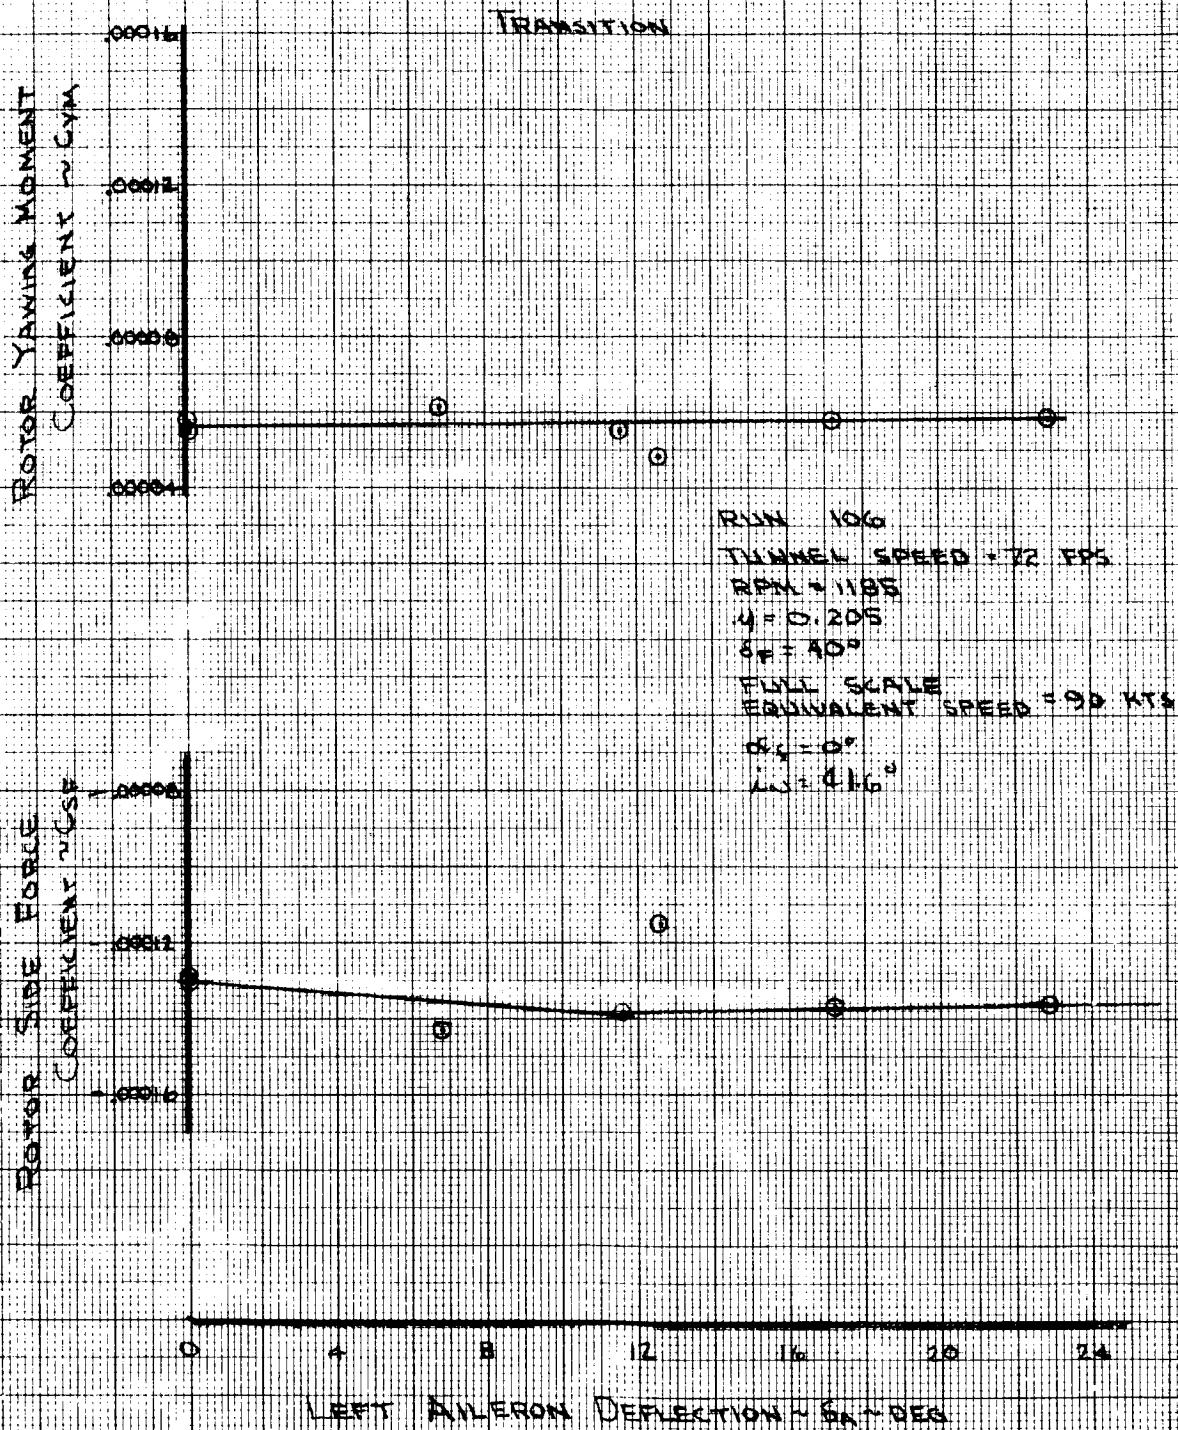 TRANSITION
.00016
.00012
.00008
.00004
ROTOR YAWING MOMENT
COEFFICIENT ~ CYM
RUN 106
TUNNEL SPEED = 72 FPS
RPM = 1185
μ = 0.205
δF = 40°
FULL SCALE
EQUIVALENT SPEED = 90 KTS
αf = 0°
iω = 41.6°
-.00008
-.00012
-.00016
ROTOR SIDE FORCE
COEFFICIENT ~ CSF
0 4 8 12 16 20 24
LEFT AILERON DEFLECTION ~ δA ~ DEG